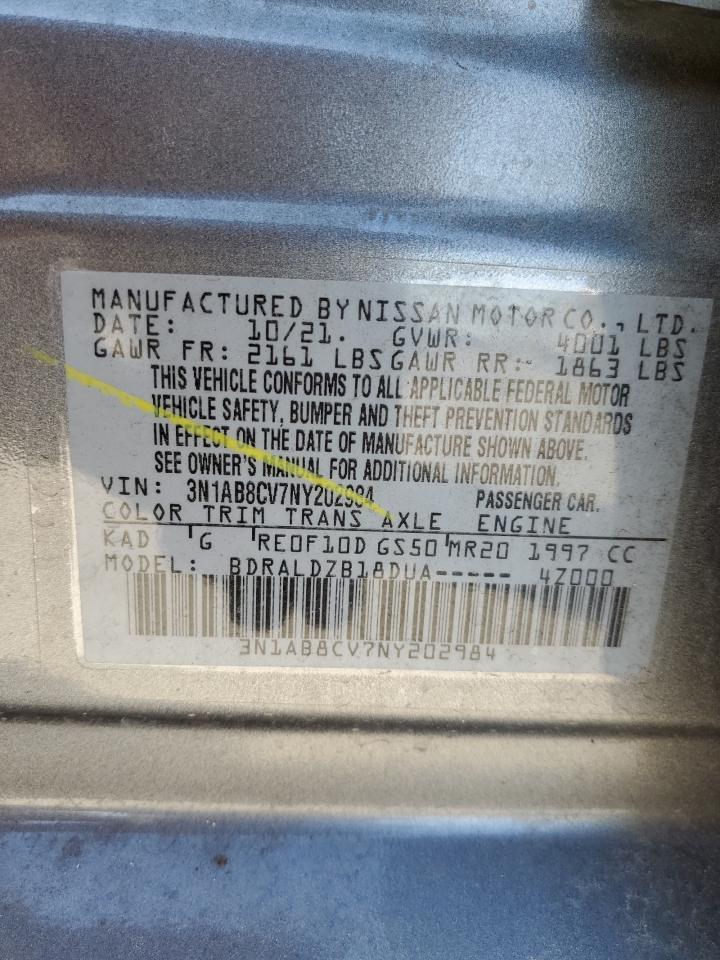 MANUFACTURED BY NISSAN MOTOR CO., LTD.
DATE: 10/21. GVWR: 4001 LBS
GAWR FR: 2161 LBS GAWR RR: 1863 LBS
THIS VEHICLE CONFORMS TO ALL APPLICABLE FEDERAL MOTOR
VEHICLE SAFETY, BUMPER AND THEFT PREVENTION STANDARDS
IN EFFECT ON THE DATE OF MANUFACTURE SHOWN ABOVE.
SEE OWNER'S MANUAL FOR ADDITIONAL INFORMATION.
VIN: 3N1AB8CV7NY202984 PASSENGER CAR.
COLOR TRIM TRANS AXLE ENGINE
KAD G RE0F10D GS50 MR20 1997 CC
MODEL: BDRALDZB18DUA----- 4Z000
3N1AB8CV7NY202984